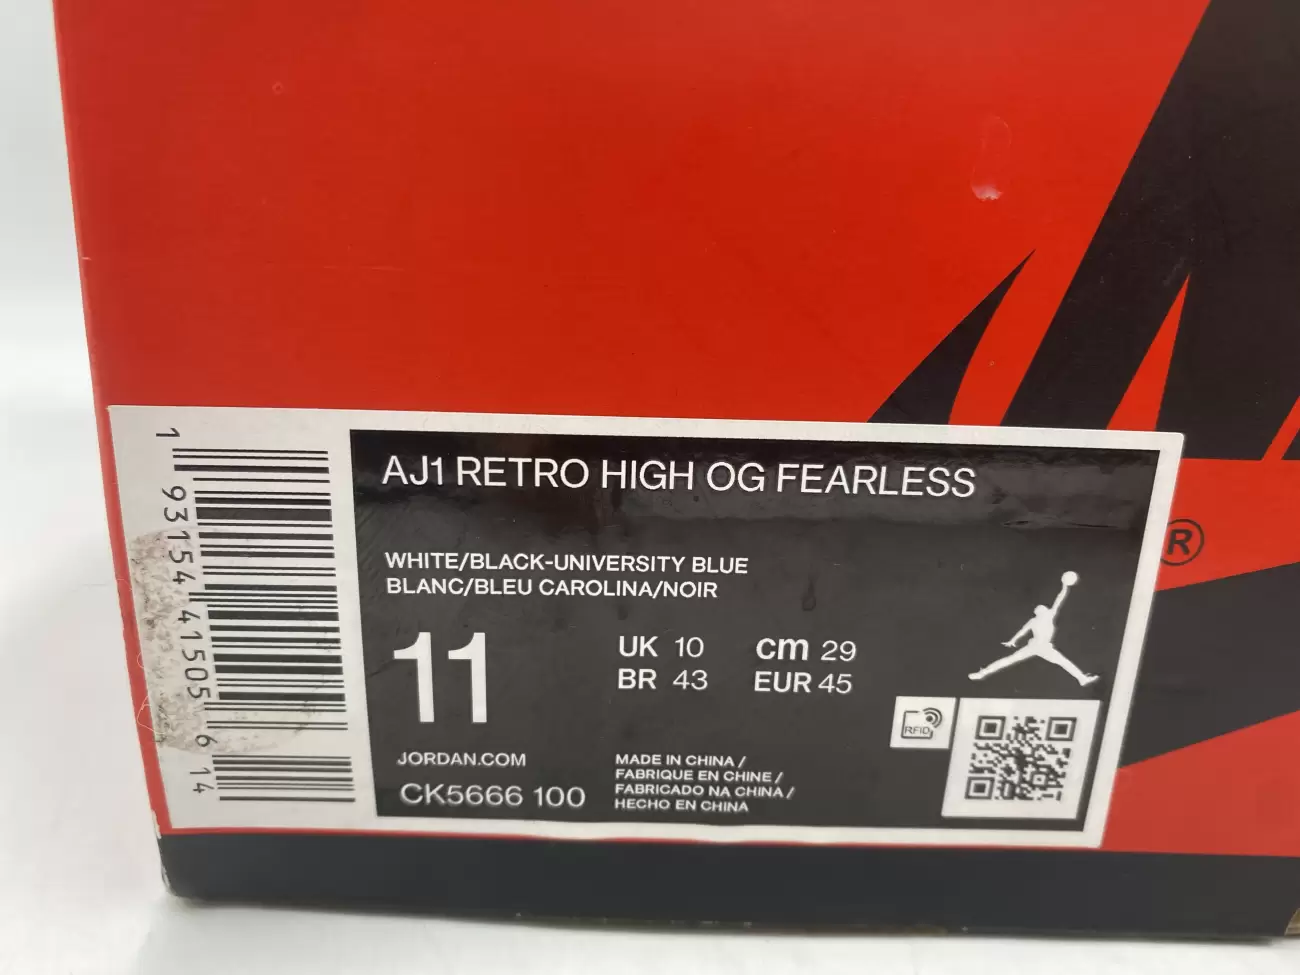 AJ1 RETRO HIGH OG FEARLESS
WHITE/BLACK-UNIVERSITY BLUE
BLANC/BLEU CAROLINA/NOIR
11
UK 10
cm 29
BR 43
EUR 45
JORDAN.COM
CK5666 100
MADE IN CHINA /
FABRIQUE EN CHINE /
FABRICADO NA CHINA /
HECHO EN CHINA
RFID
1 93154 41505 6 14
®